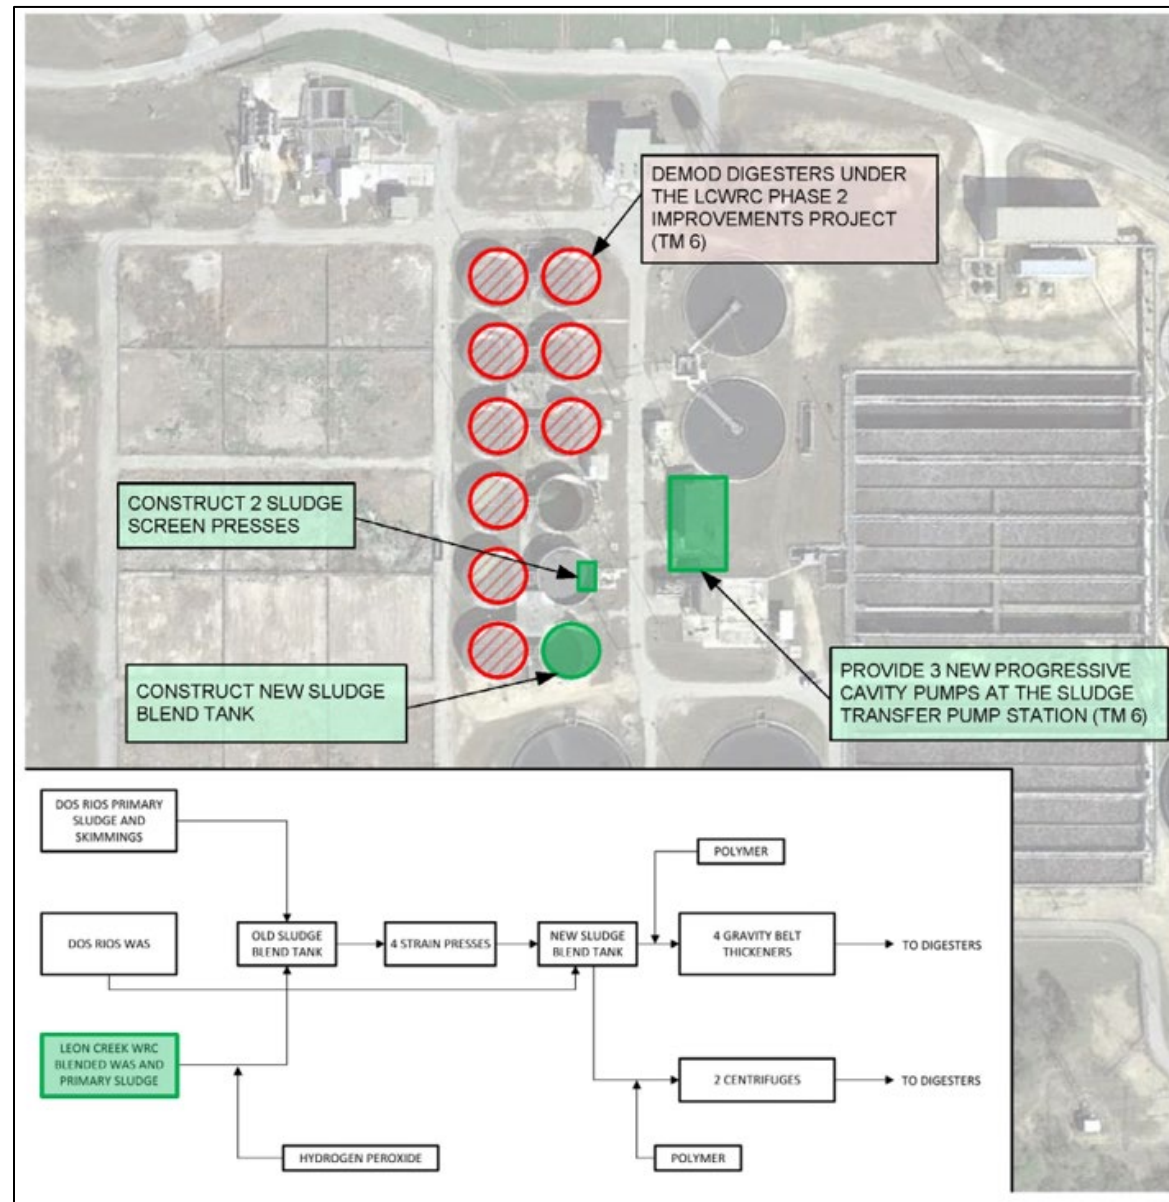 DEMOD DIGESTERS UNDER
THE LCWRC PHASE 2
IMPROVEMENTS PROJECT
(TM 6)
CONSTRUCT 2 SLUDGE
SCREEN PRESSES
CONSTRUCT NEW SLUDGE
BLEND TANK
PROVIDE 3 NEW PROGRESSIVE
CAVITY PUMPS AT THE SLUDGE
TRANSFER PUMP STATION (TM 6)
DOS RIOS PRIMARY
SLUDGE AND
SKIMMINGS
POLYMER
DOS RIOS WAS
OLD SLUDGE
BLEND TANK
4 STRAIN PRESSES
NEW SLUDGE
BLEND TANK
4 GRAVITY BELT
THICKENERS
TO DIGESTERS
LEON CREEK WRC
BLENDED WAS AND
PRIMARY SLUDGE
2 CENTRIFUGES
TO DIGESTERS
HYDROGEN PEROXIDE
POLYMER